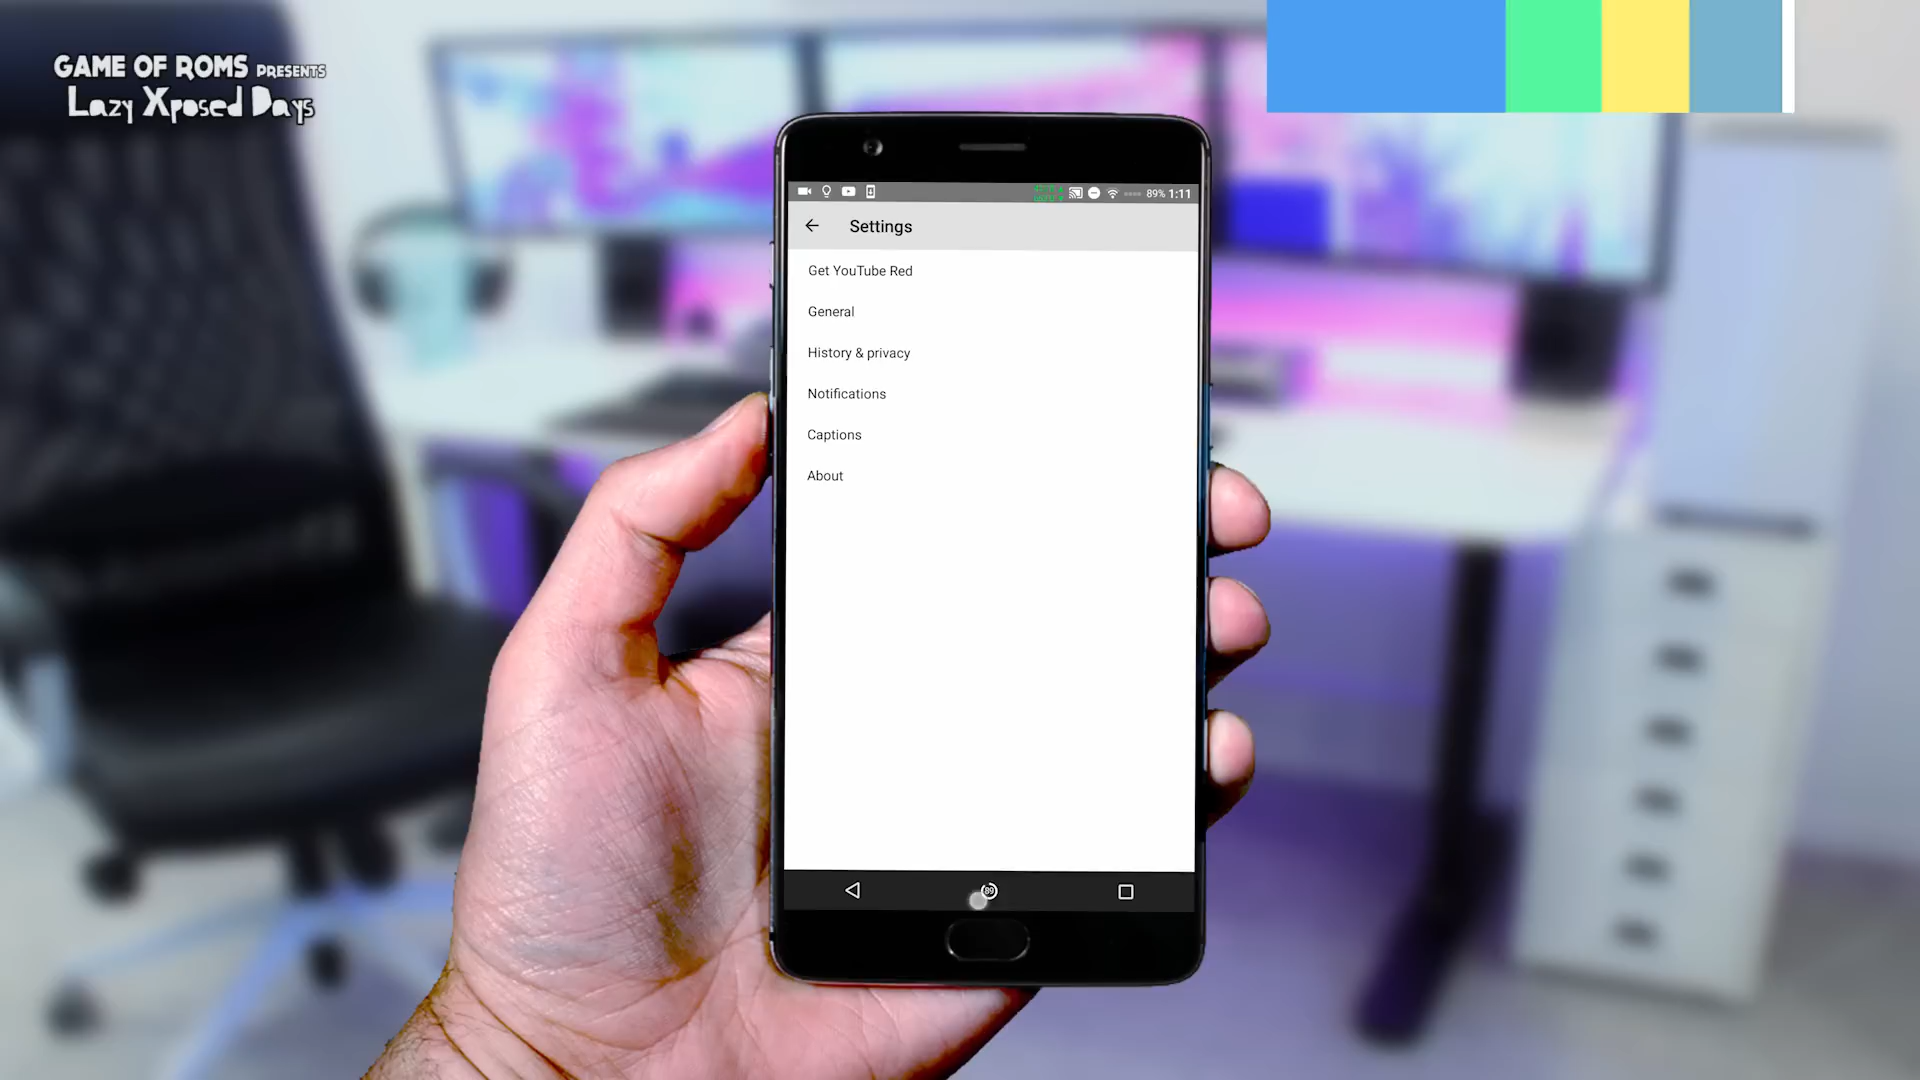 GAME OF ROMS PRESENTS
Lazy Xposed Days
89% 1:11
Settings
Get YouTube Red
General
History & privacy
Notifications
Captions
About
89